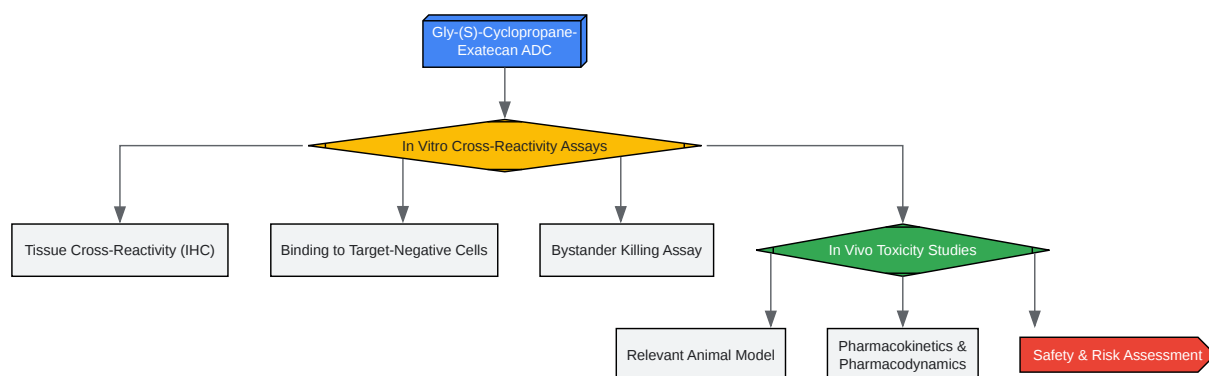 Gly-(S)-Cyclopropane-
Exatecan ADC
In Vitro Cross-Reactivity Assays
Tissue Cross-Reactivity (IHC)
Binding to Target-Negative Cells
Bystander Killing Assay
In Vivo Toxicity Studies
Relevant Animal Model
Pharmacokinetics &
Pharmacodynamics
Safety & Risk Assessment